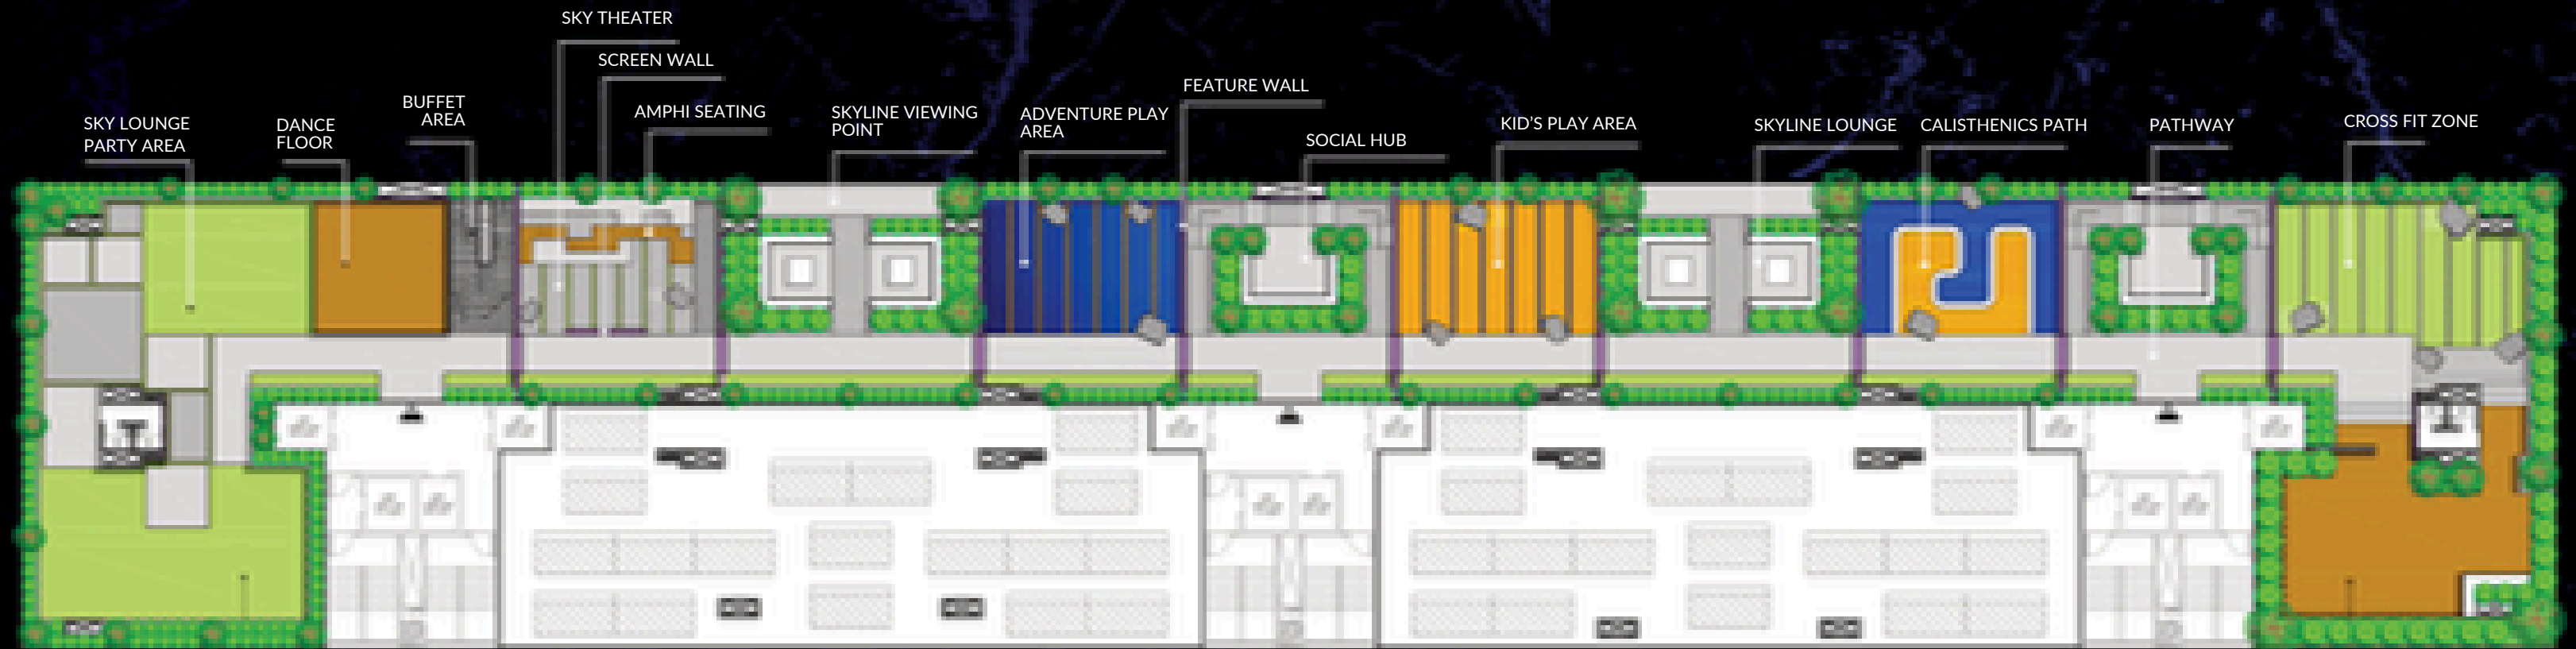 SKY THEATER
SCREEN WALL
FEATURE WALL
BUFFET
AREA
AMPHI SEATING
SKYLINE VIEWING
POINT
ADVENTURE PLAY
AREA
SKY LOUNGE
PARTY AREA
DANCE
FLOOR
SOCIAL HUB
KID'S PLAY AREA
SKYLINE LOUNGE
CALISTHENICS PATH
PATHWAY
CROSS FIT ZONE